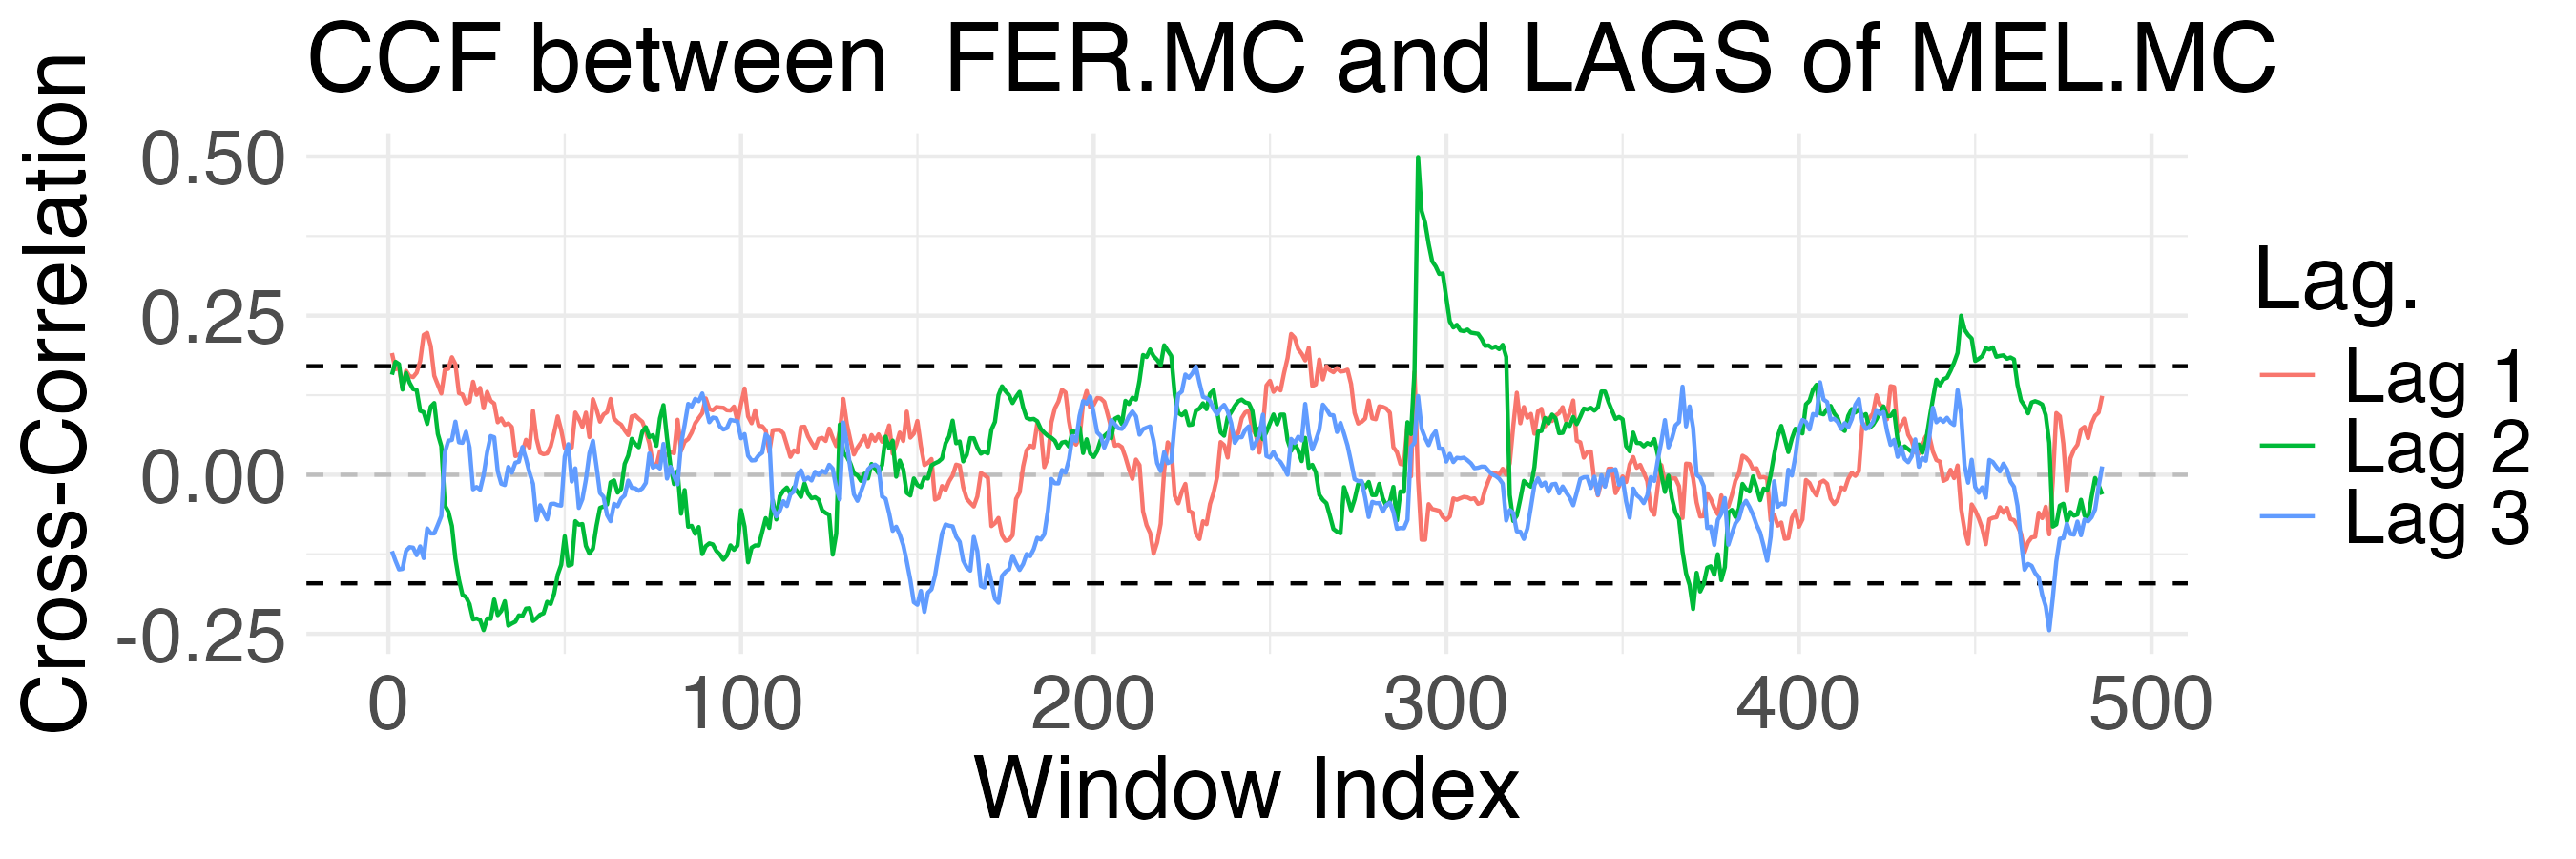 CCF between  FER.MC and LAGS of MEL.MC
Cross-Correlation
0.50
0.25
0.00
-0.25
0 100 200 300 400 500
Window Index
Lag.
Lag 1
Lag 2
Lag 3